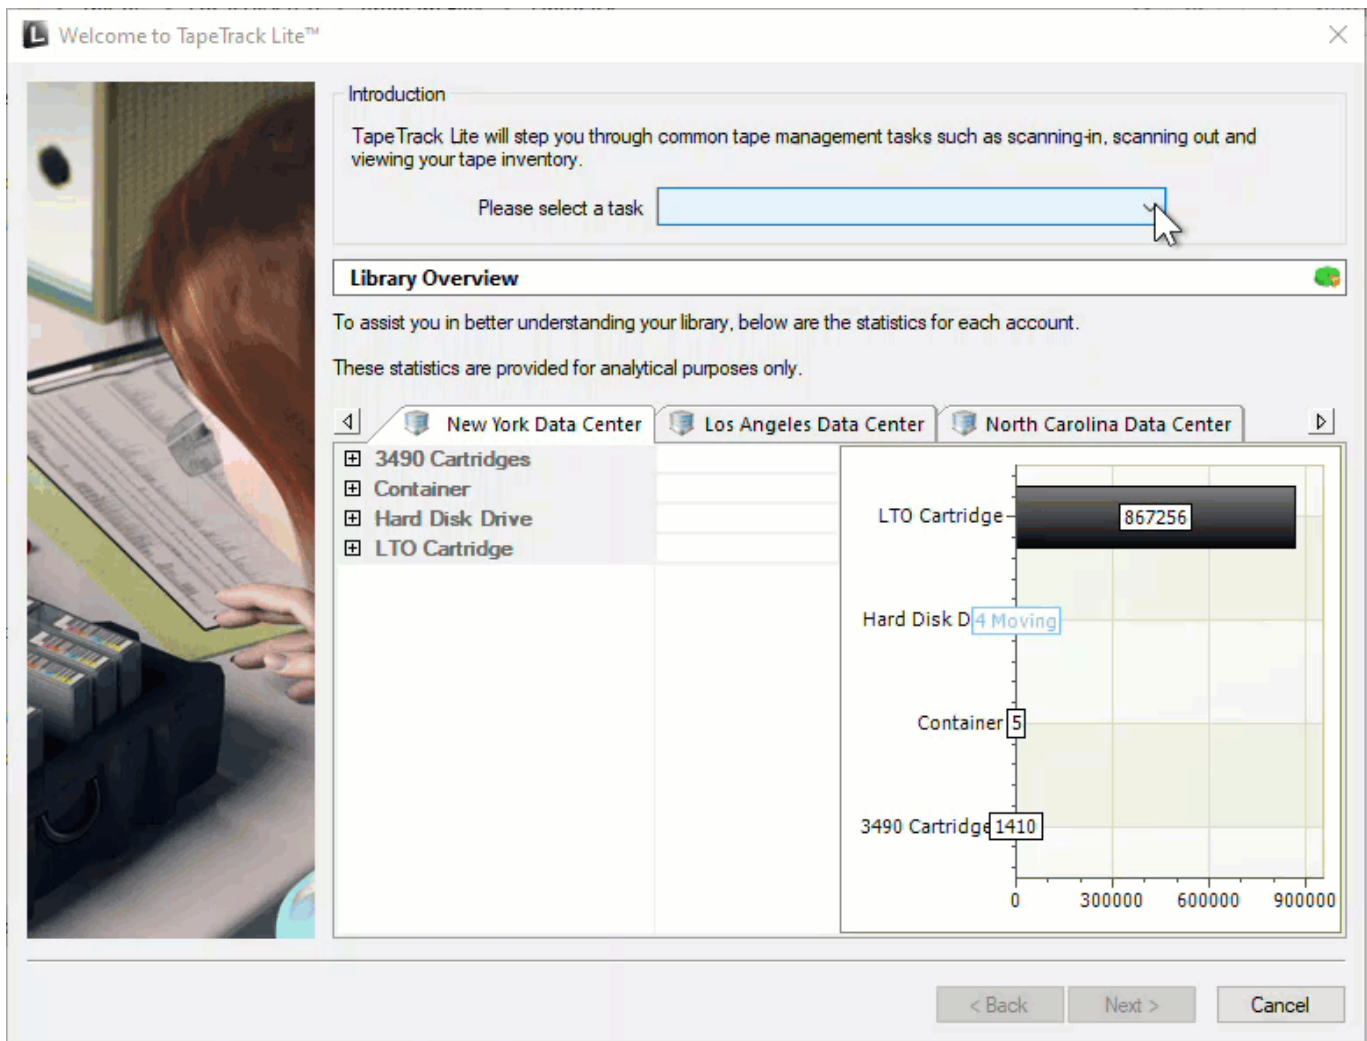 Welcome to TapeTrack Lite™
Introduction
TapeTrack Lite will step you through common tape management tasks such as scanning-in, scanning out and
viewing your tape inventory.
Please select a task
Library Overview
To assist you in better understanding your library, below are the statistics for each account.
These statistics are provided for analytical purposes only.
New York Data Center Los Angeles Data Center North Carolina Data Center
3490 Cartridges
Container
Hard Disk Drive
LTO Cartridge
LTO Cartridge 867256
Hard Disk D 4 Moving
Container 5
3490 Cartridge 1410
0 300000 600000 900000
< Back Next > Cancel